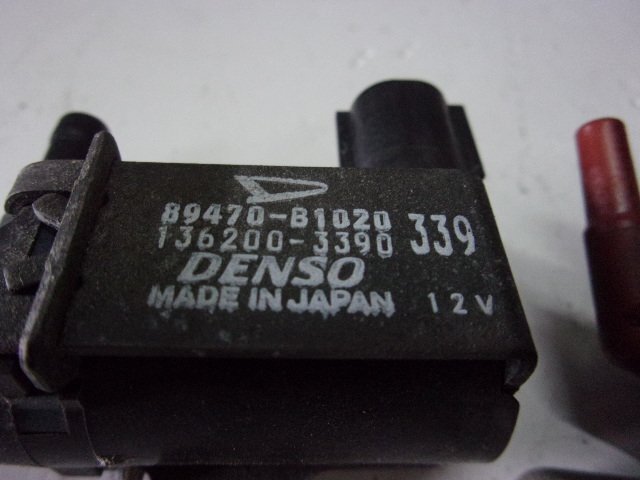 89470-B1020
136200-3390 339
DENSO
MADE IN JAPAN 12V